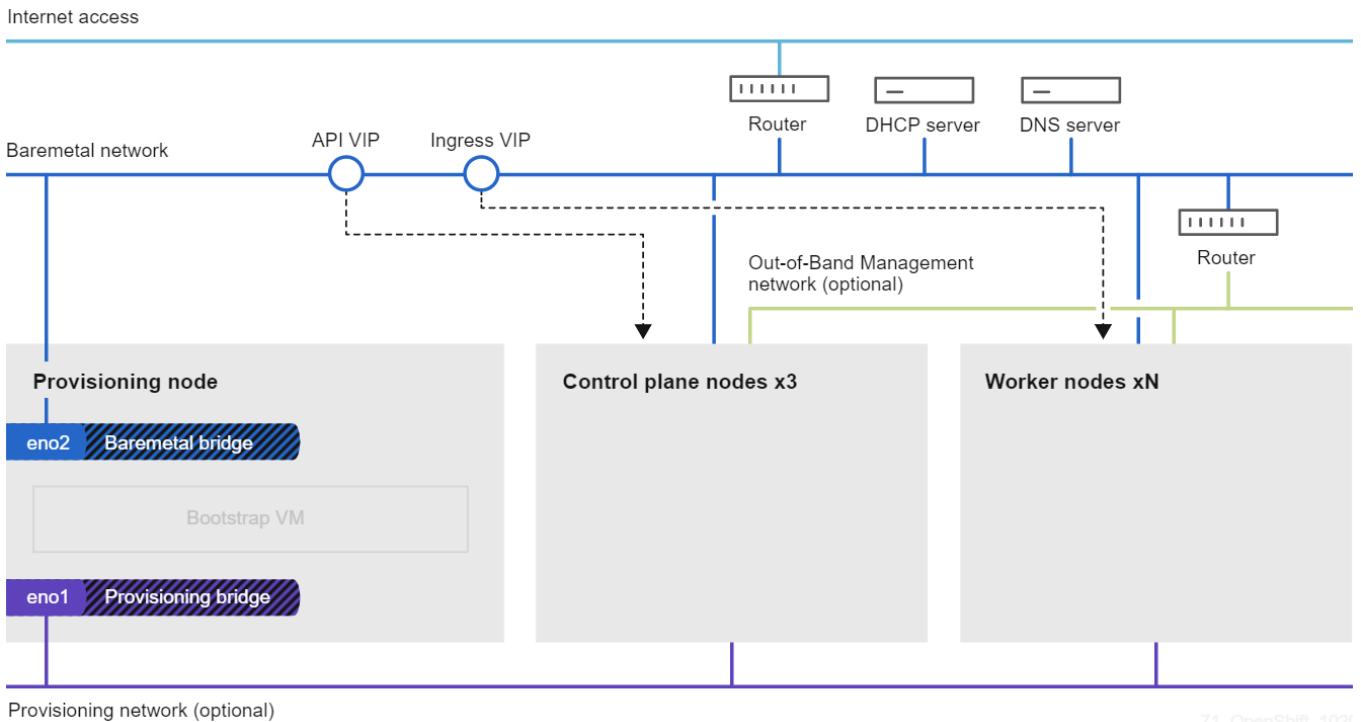 Internet access
Router
DHCP server
DNS server
API VIP
Ingress VIP
Baremetal network
Router
Out-of-Band Management
network (optional)
Provisioning node
Control plane nodes x3
Worker nodes xN
eno2
Baremetal bridge
Bootstrap VM
eno1
Provisioning bridge
Provisioning network (optional)
71_OpenShift_1020